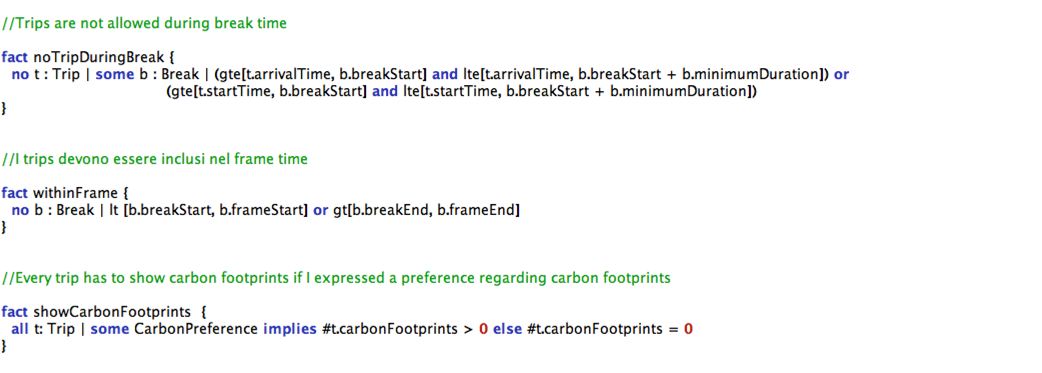 //Trips are not allowed during break time
fact noTripDuringBreak {
no t : Trip | some b : Break | (gte[t.arrivalTime, b.breakStart] and lte[t.arrivalTime, b.breakStart + b.minimumDuration]) or
(gte[t.startTime, b.breakStart] and lte[t.startTime, b.breakStart + b.minimumDuration])
}
//I trips devono essere inclusi nel frame time
fact withinFrame {
no b : Break | lt [b.breakStart, b.frameStart] or gt[b.breakEnd, b.frameEnd]
}
//Every trip has to show carbon footprints if I expressed a preference regarding carbon footprints
fact showCarbonFootprints {
all t: Trip | some CarbonPreference implies #t.carbonFootprints > 0 else #t.carbonFootprints = 0
}